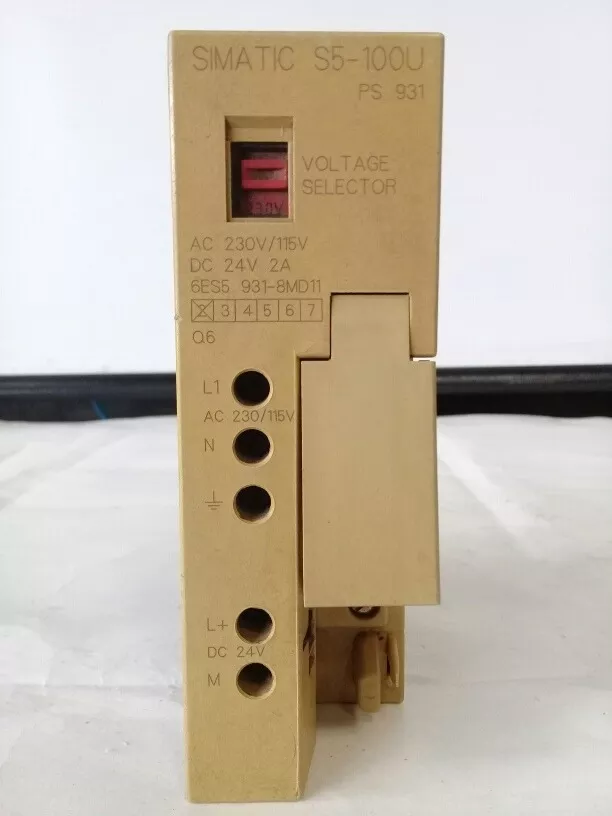 SIMATIC S5-100U
PS 931
VOLTAGE
SELECTOR
230V
AC 230V/115V
DC 24V 2A
6ES5 931-8MD11
X 3 4 5 6 7
Q6
L1
AC 230/115V
N
L+
DC 24V
M